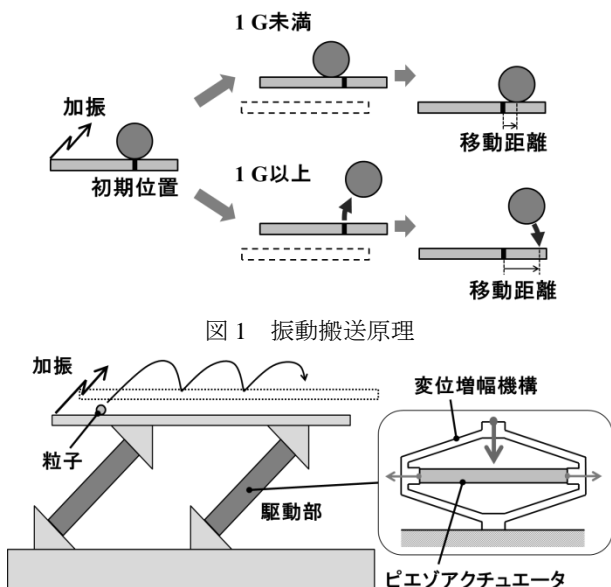 1 G未満
加振
移動距離
初期位置
1 G以上
移動距離
図 1　振動搬送原理
加振
変位増幅機構
粒子
駆動部
ピエゾアクチュエータ